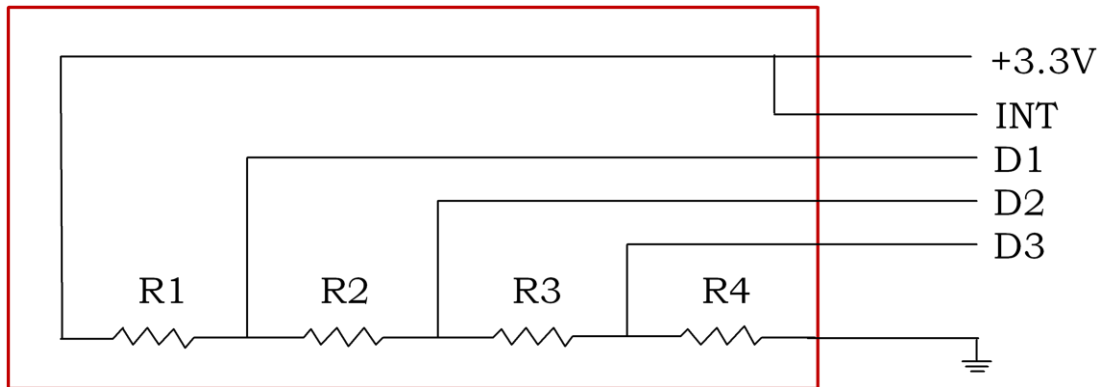 +3.3V
INT
D1
D2
D3
R1 R2 R3 R4